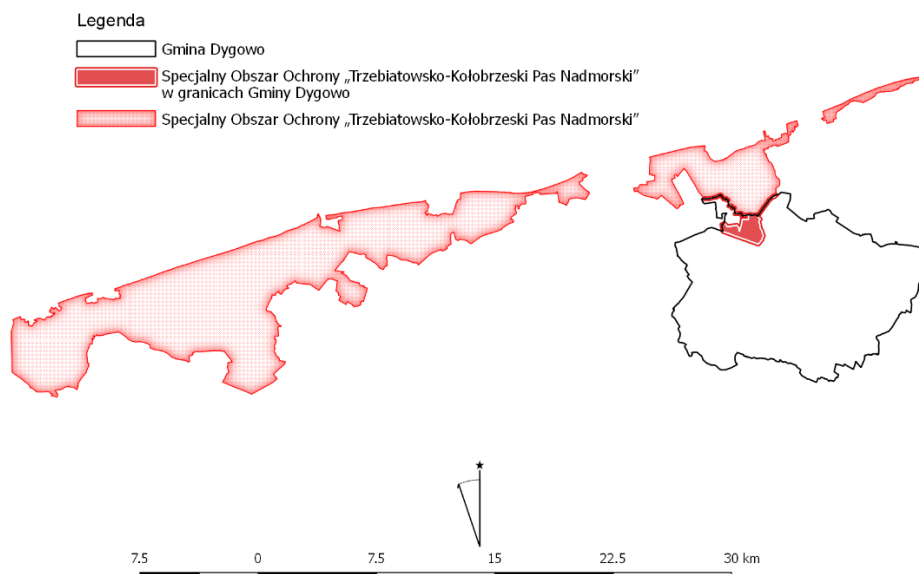 Legenda
Gmina Dygowo
Specjalny Obszar Ochrony „Trzebiatowsko-Kołobrzeski Pas Nadmorski”
w granicach Gminy Dygowo
Specjalny Obszar Ochrony „Trzebiatowsko-Kołobrzeski Pas Nadmorski”
7.5 0 7.5 15 22.5 30 km